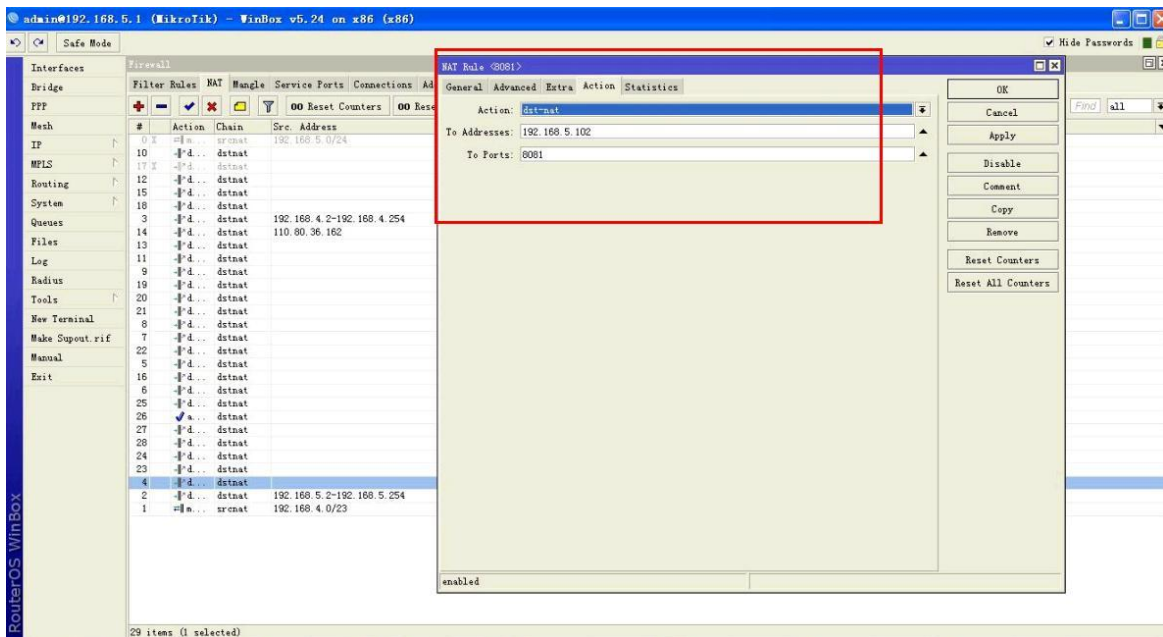 admin@192.168.5.1 (MikroTik) - WinBox v5.24 on x86 (x86)
Safe Mode
Hide Passwords
Interfaces
Bridge
PPP
Mesh
IP
MPLS
Routing
System
Queues
Files
Log
Radius
Tools
New Terminal
Make Supout.rif
Manual
Exit
RouterOS WinBox
Firewall
Filter Rules NAT Mangle Service Ports Connections Ad
00 Reset Counters 00 Rese
Find all
# Action Chain Src. Address
0 X m... srcnat 192.168.5.0/24
10 d... dstnat
17 X d... dstnat
12 d... dstnat
15 d... dstnat
18 d... dstnat
3 d... dstnat 192.168.4.2-192.168.4.254
14 d... dstnat 110.80.36.162
13 d... dstnat
11 d... dstnat
9 d... dstnat
19 d... dstnat
20 d... dstnat
21 d... dstnat
8 d... dstnat
7 d... dstnat
22 d... dstnat
5 d... dstnat
16 d... dstnat
6 d... dstnat
25 d... dstnat
26 a... dstnat
27 d... dstnat
28 d... dstnat
24 d... dstnat
23 d... dstnat
4 d... dstnat
2 d... dstnat 192.168.5.2-192.168.5.254
1 m... srcnat 192.168.4.0/23
29 items (1 selected)
NAT Rule <8081>
General Advanced Extra Action Statistics
Action: dst-nat
To Addresses: 192.168.5.102
To Ports: 8081
OK
Cancel
Apply
Disable
Comment
Copy
Remove
Reset Counters
Reset All Counters
enabled